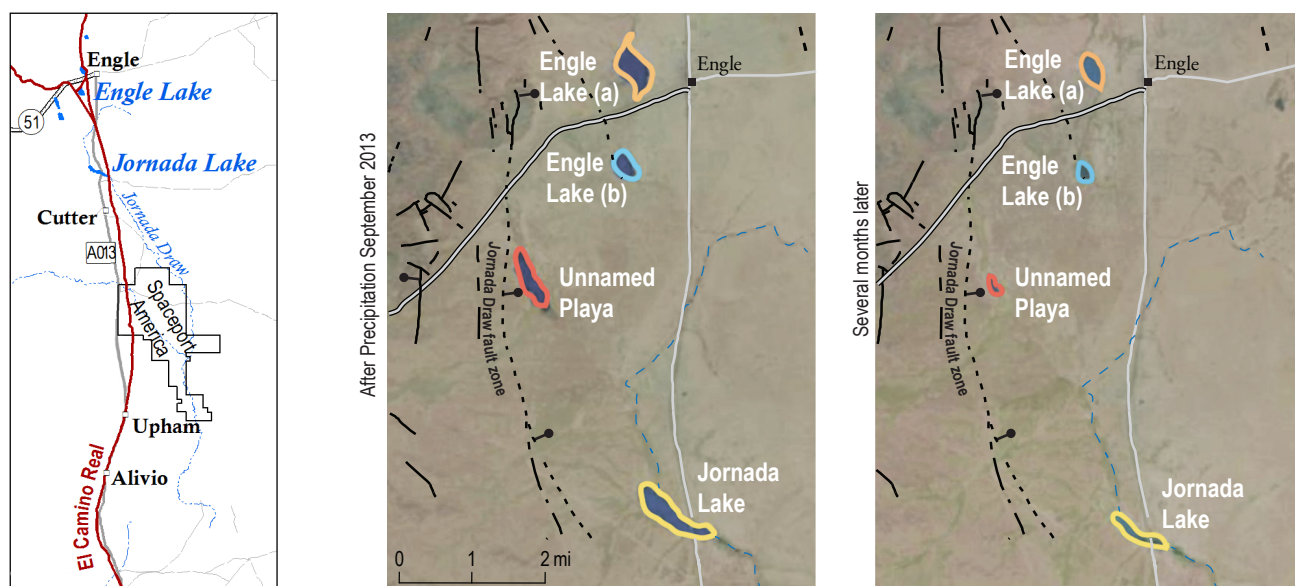 Engle
Engle Lake
51
Jornada Lake
Jornada Draw
Cutter
A013
Spaceport
America
Upham
Alivio
El Camino Real
After Precipitation September 2013
Engle
Lake (a)
Engle
Engle
Lake (b)
Jornada Draw fault zone
Unnamed
Playa
Jornada
Lake
0 1 2 mi
Several months later
Engle
Lake (a)
Engle
Engle
Lake (b)
Jornada Draw fault zone
Unnamed
Playa
Jornada
Lake